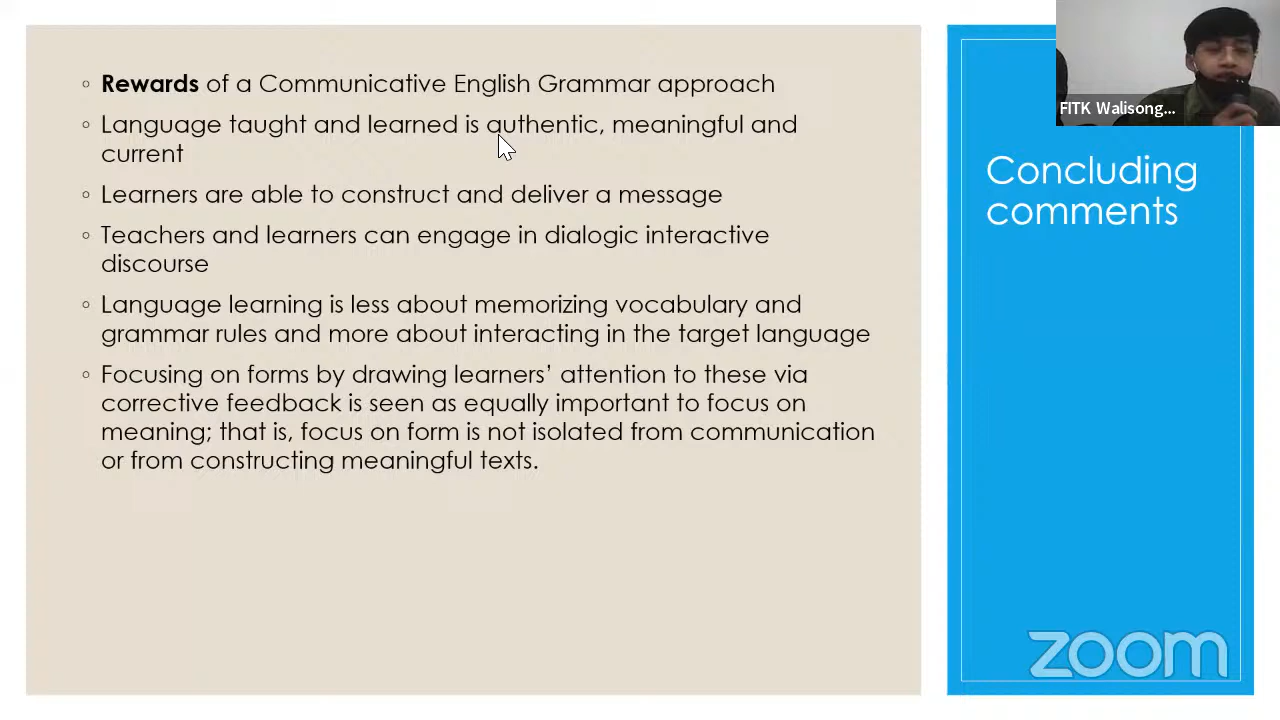 ◦ Rewards of a Communicative English Grammar approach
◦ Language taught and learned is authentic, meaningful and
current
◦ Learners are able to construct and deliver a message
◦ Teachers and learners can engage in dialogic interactive
discourse
◦ Language learning is less about memorizing vocabulary and
grammar rules and more about interacting in the target language
◦ Focusing on forms by drawing learners’ attention to these via
corrective feedback is seen as equally important to focus on
meaning; that is, focus on form is not isolated from communication
or from constructing meaningful texts.
FITK Walisong...
Concluding
comments
zoom